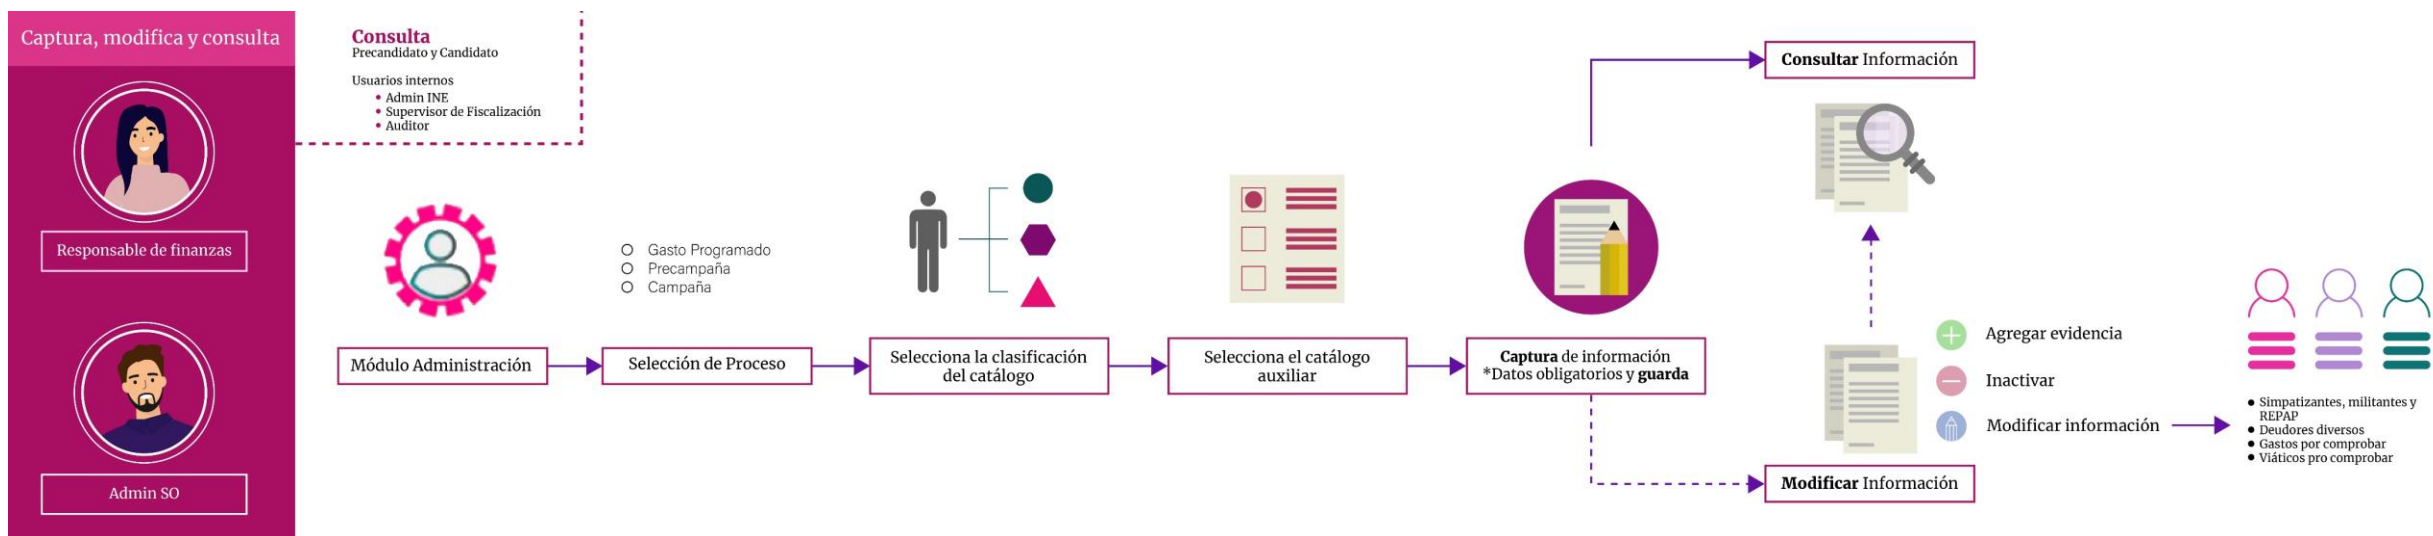 Captura, modifica y consulta
Responsable de finanzas
Admin SO
Consulta
Precandidato y Candidato
Usuarios internos
Admin INE
Supervisor de Fiscalización
Auditor
Módulo Administración
Gasto Programado
Precampaña
Campaña
Selección de Proceso
Selecciona la clasificación
del catálogo
Selecciona el catálogo
auxiliar
Captura de información
*Datos obligatorios y guarda
Consultar Información
Modificar Información
Agregar evidencia
Inactivar
Modificar información
Simpatizantes, militantes y
REPAP
Deudores diversos
Gastos por comprobar
Viáticos pro comprobar